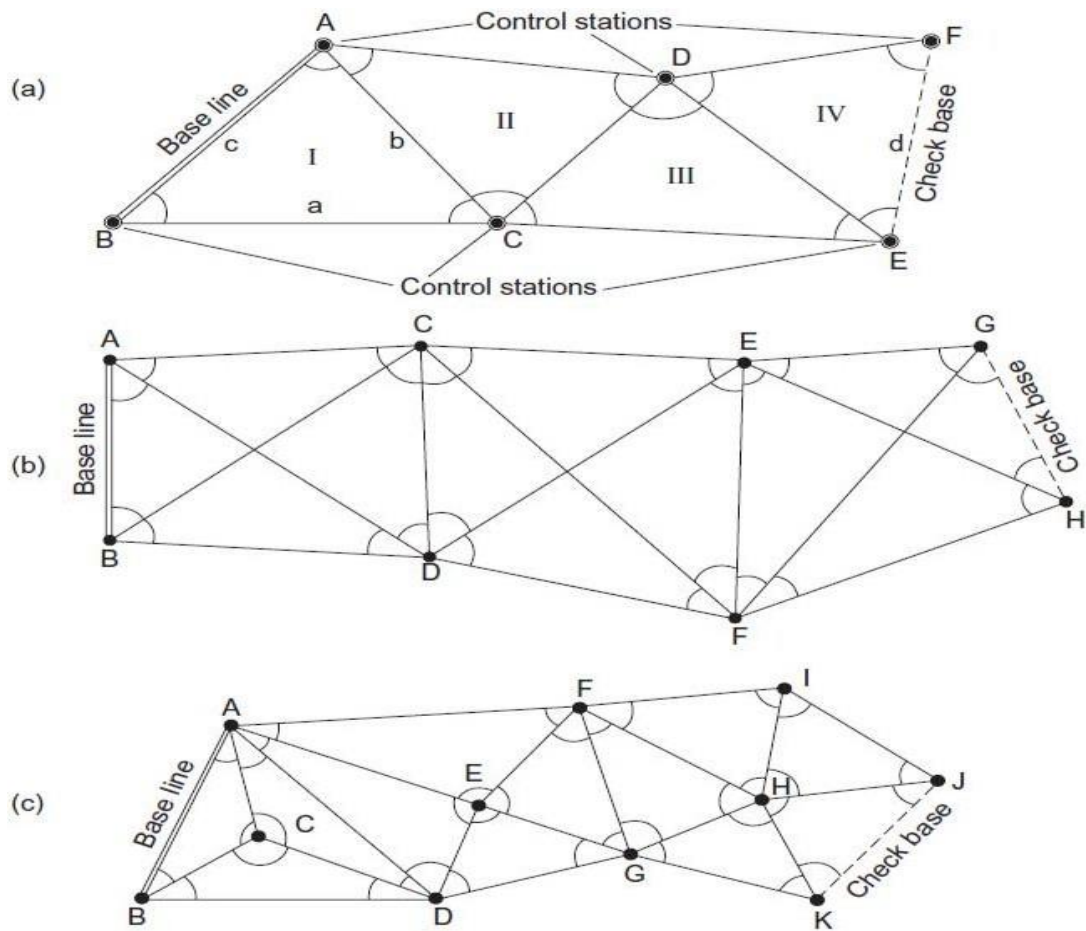 Control stations
A
F
D
(a)
Base line
c
I
b
II
III
IV
d
Check base
a
B
C
E
Control stations
A
C
E
G
(b)
Base line
Check base
B
D
F
H
A
F
I
(c)
Base line
E
C
H
J
G
Check base
B
D
K